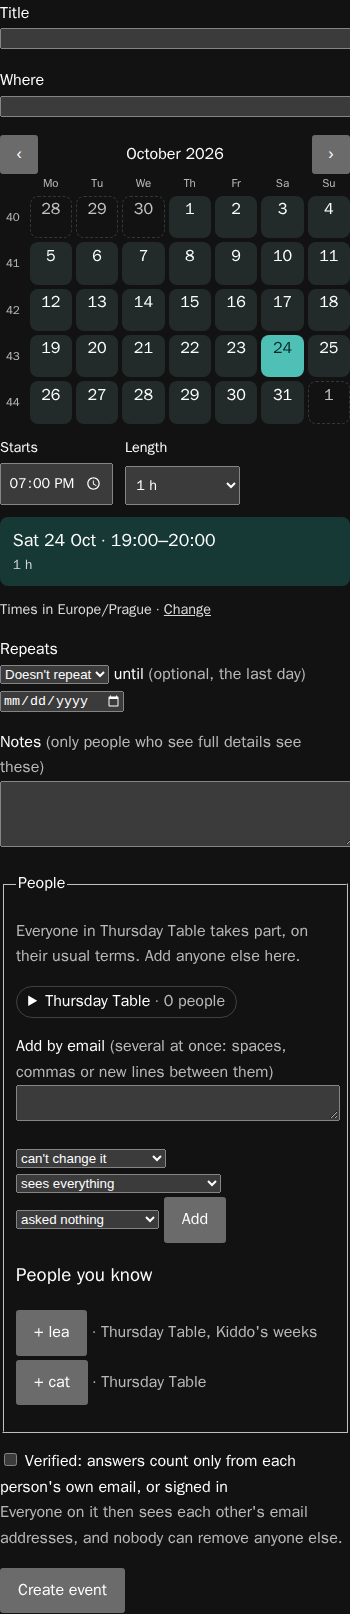 Title
Where
‹ October 2026 ›
Mo Tu We Th Fr Sa Su
40 28 29 30 1 2 3 4
41 5 6 7 8 9 10 11
42 12 13 14 15 16 17 18
43 19 20 21 22 23 24 25
44 26 27 28 29 30 31 1
Starts Length
07:00 PM 1 h
Sat 24 Oct · 19:00–20:00
1 h
Times in Europe/Prague · Change
Repeats
Doesn't repeat until (optional, the last day)
mm/dd/yyyy
Notes (only people who see full details see
these)
People
Everyone in Thursday Table takes part, on
their usual terms. Add anyone else here.
▶ Thursday Table · 0 people
Add by email (several at once: spaces,
commas or new lines between them)
can't change it
sees everything
asked nothing Add
People you know
+ lea · Thursday Table, Kiddo's weeks
+ cat · Thursday Table
Verified: answers count only from each
person's own email, or signed in
Everyone on it then sees each other's email
addresses, and nobody can remove anyone else.
Create event